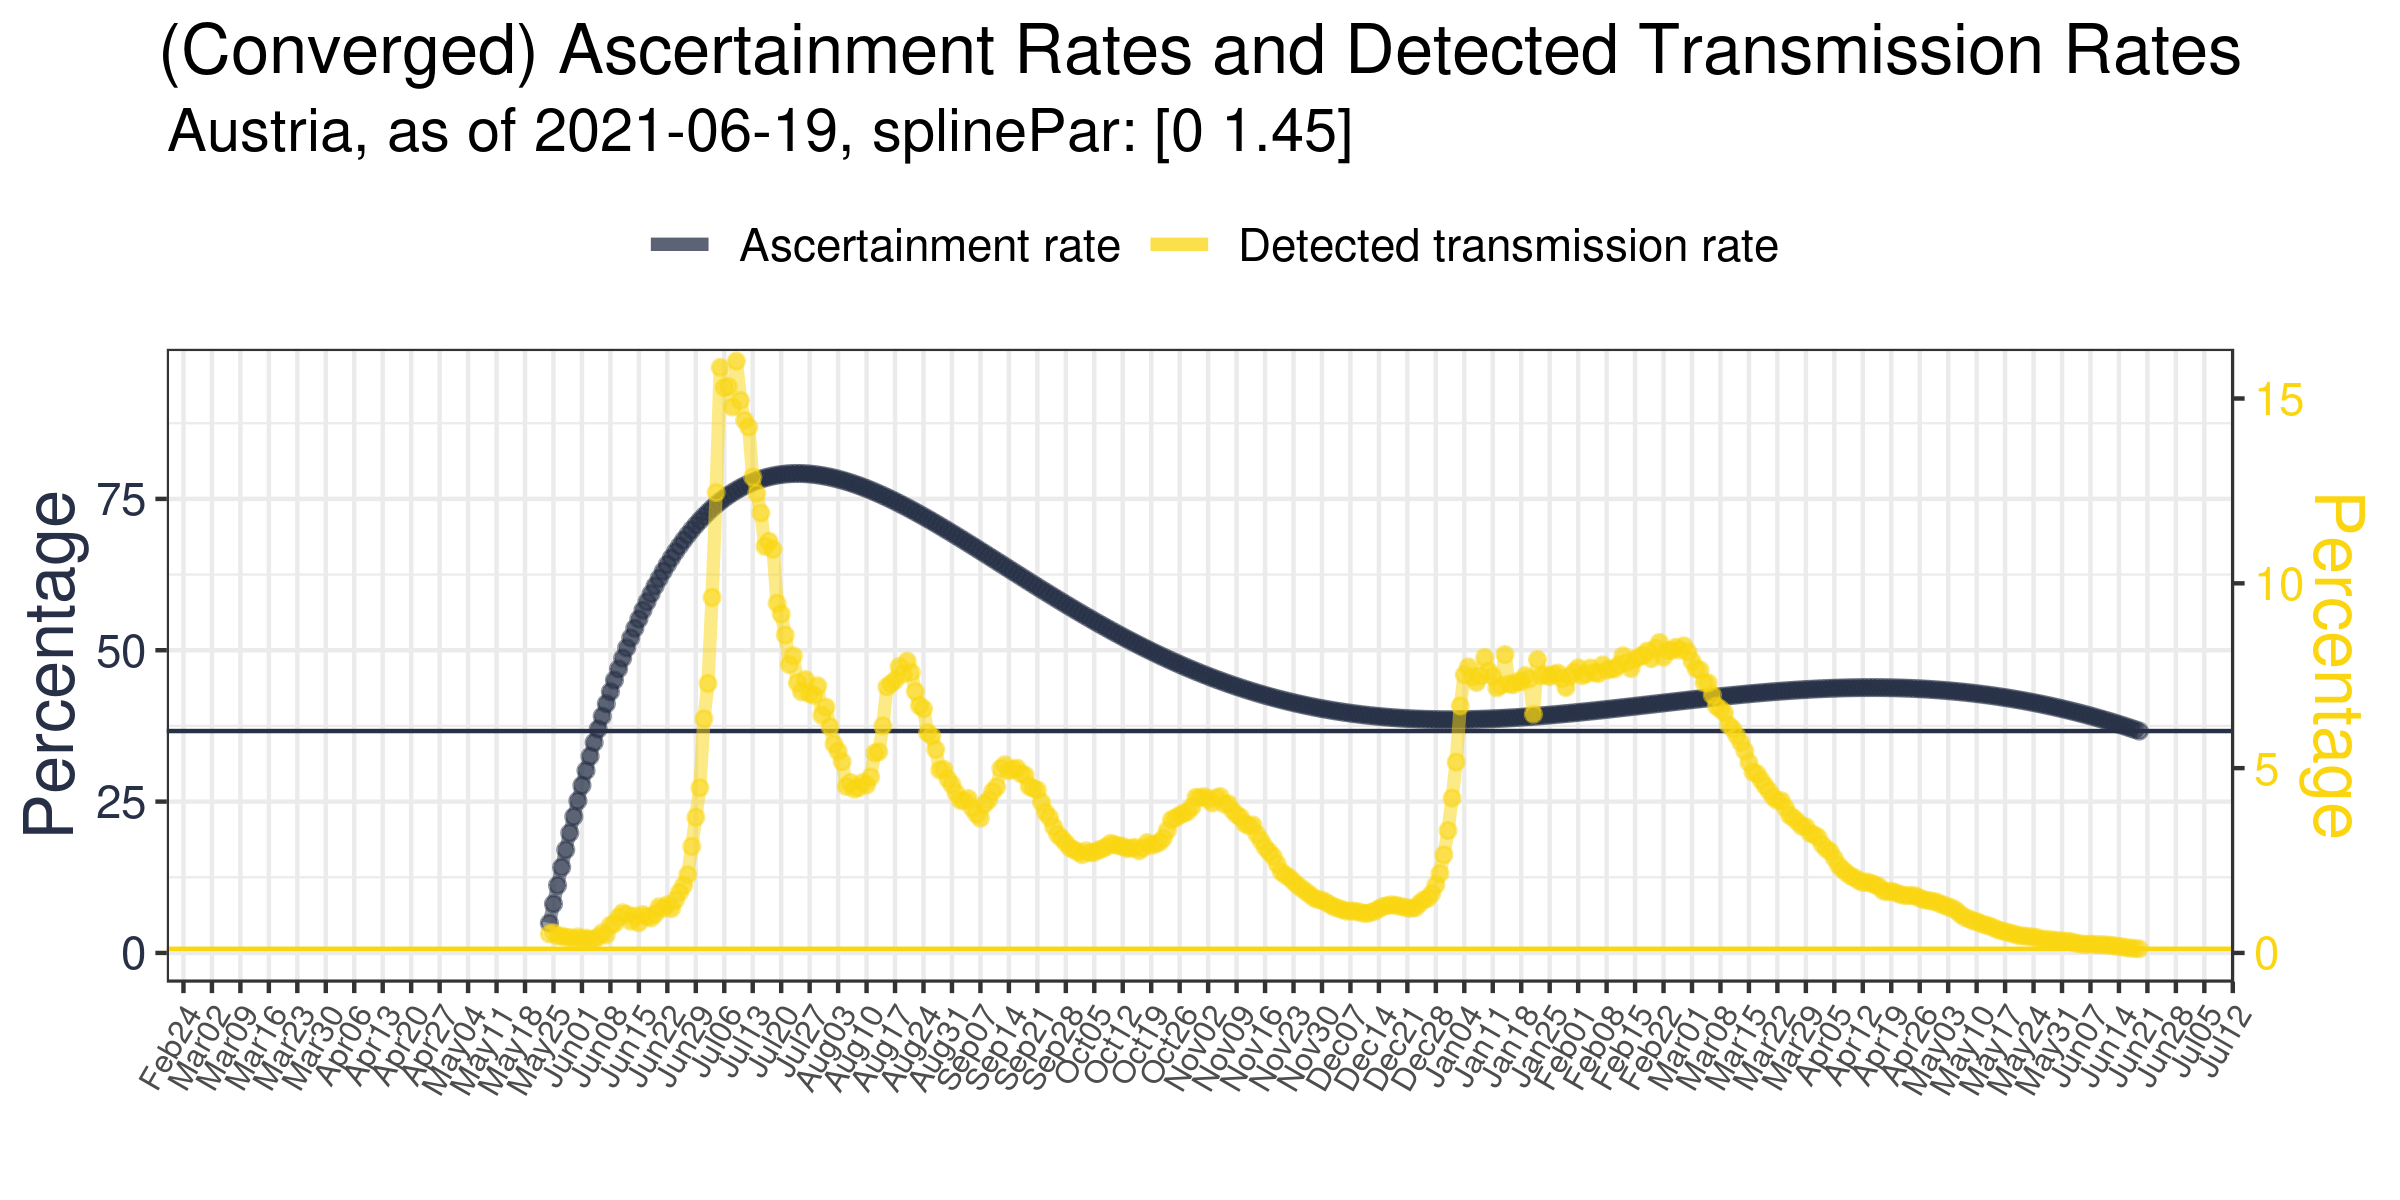 (Converged) Ascertainment Rates and Detected Transmission Rates
Austria, as of 2021-06-19, splinePar: [0 1.45]
Ascertainment rate
Detected transmission rate
Percentage
75
50
25
0
15
10
5
0
Percentage
Feb24
Mar02
Mar09
Mar16
Mar23
Mar30
Apr06
Apr13
Apr20
Apr27
May04
May11
May18
May25
Jun01
Jun08
Jun15
Jun22
Jun29
Jul06
Jul13
Jul20
Jul27
Aug03
Aug10
Aug17
Aug24
Aug31
Sep07
Sep14
Sep21
Sep28
Oct05
Oct12
Oct19
Oct26
Nov02
Nov09
Nov16
Nov23
Nov30
Dec07
Dec14
Dec21
Dec28
Jan04
Jan11
Jan18
Jan25
Feb01
Feb08
Feb15
Feb22
Mar01
Mar08
Mar15
Mar22
Mar29
Apr05
Apr12
Apr19
Apr26
May03
May10
May17
May24
May31
Jun07
Jun14
Jun21
Jun28
Jul05
Jul12